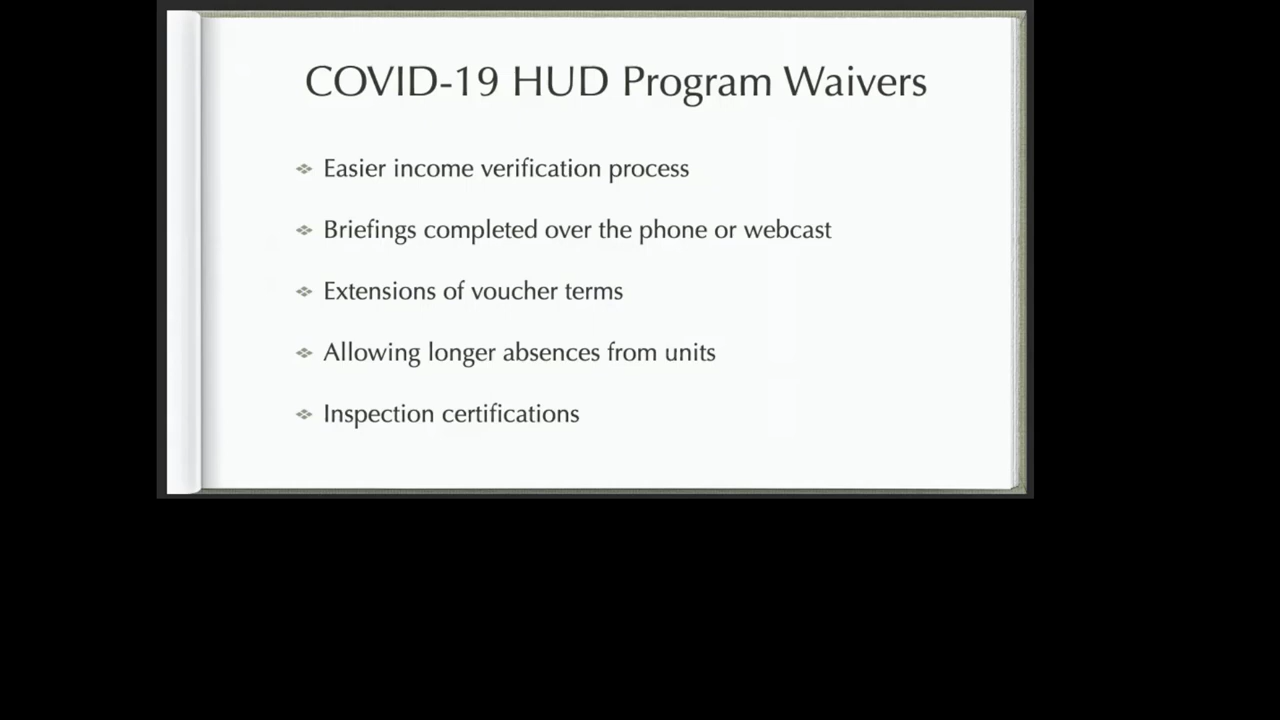 COVID-19 HUD Program Waivers
Easier income verification process
Briefings completed over the phone or webcast
Extensions of voucher terms
Allowing longer absences from units
Inspection certifications